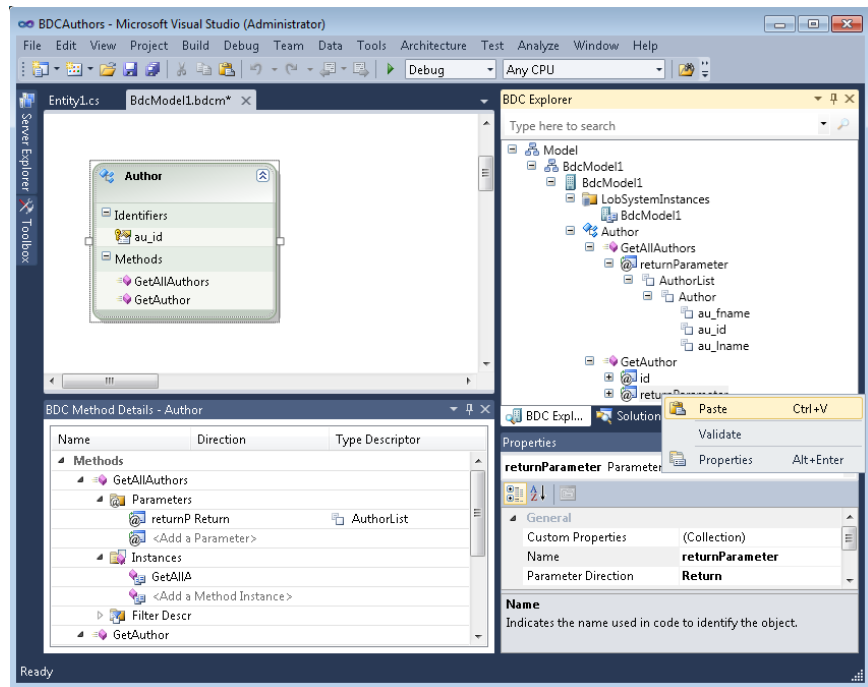 BDCAuthors - Microsoft Visual Studio (Administrator)
File Edit View Project Build Debug Team Data Tools Architecture Test Analyze Window Help
Debug Any CPU
Server Explorer
Toolbox
Entity1.cs BdcModel1.bdcm*
Author
Identifiers
au_id
Methods
GetAllAuthors
GetAuthor
BDC Explorer
Type here to search
Model
BdcModel1
BdcModel1
LobSystemInstances
BdcModel1
Author
GetAllAuthors
returnParameter
AuthorList
Author
au_fname
au_id
au_lname
GetAuthor
id
returnParameter
BDC Expl... Solution
Paste Ctrl+V
Validate
Properties Alt+Enter
BDC Method Details - Author
Name Direction Type Descriptor
Methods
GetAllAuthors
Parameters
returnP Return AuthorList
<Add a Parameter>
Instances
GetAllA
<Add a Method Instance>
Filter Descr
GetAuthor
Properties
returnParameter Parameter
General
Custom Properties (Collection)
Name returnParameter
Parameter Direction Return
Name
Indicates the name used in code to identify the object.
Ready